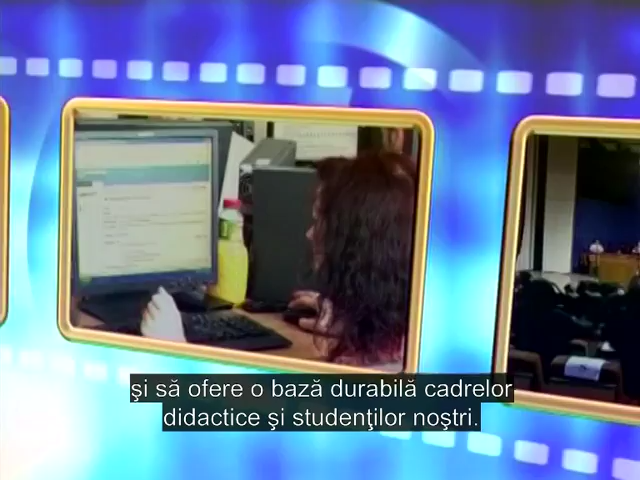 şi să ofere o bază durabilă cadrelor
didactice şi studenţilor noştri.